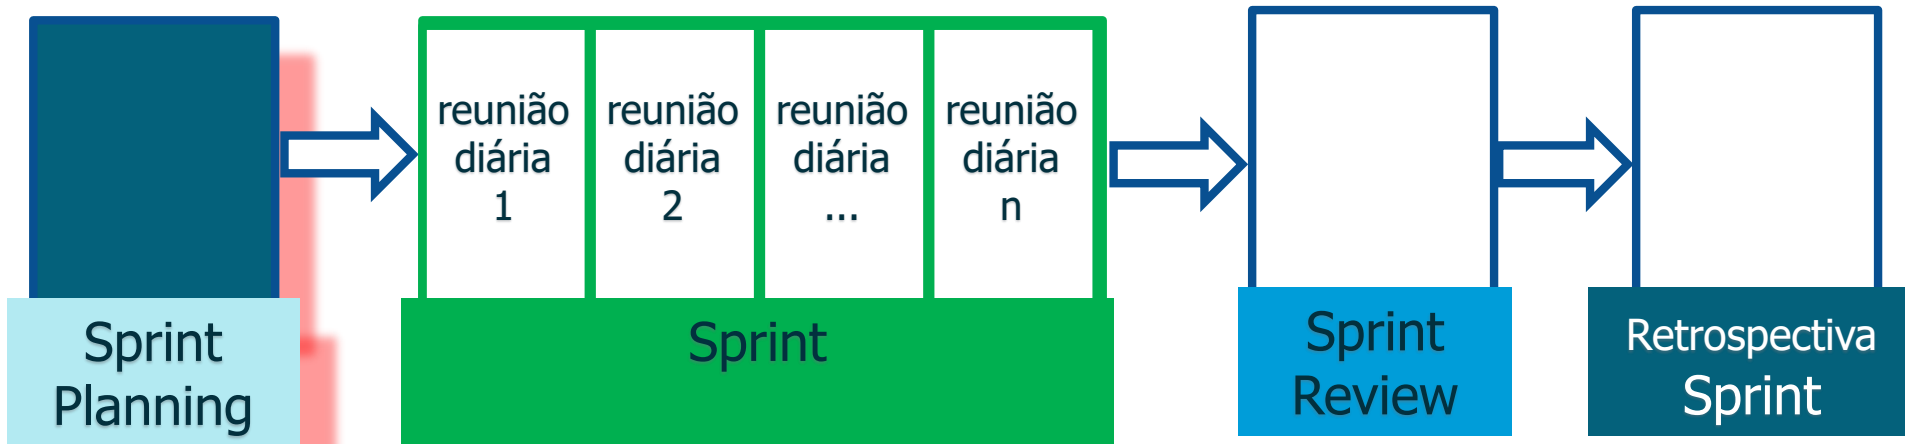 reunião
diária
1
reunião
diária
2
reunião
diária
...
reunião
diária
n
Sprint
Planning
Sprint
Sprint
Review
Retrospectiva
Sprint